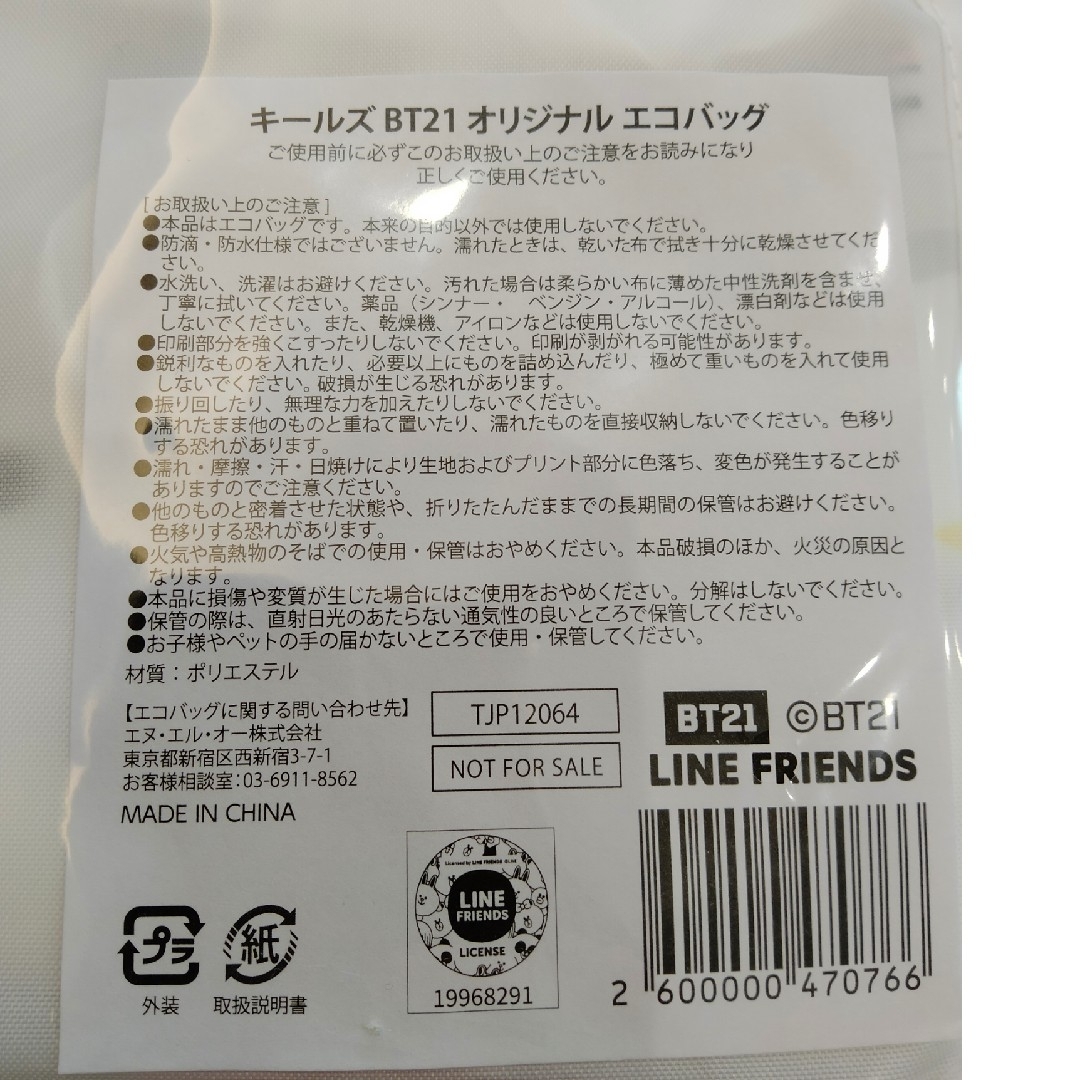 キールズ BT21 オリジナル エコバッグ
ご使用前に必ずこのお取扱い上のご注意をお読みになり
正しくご使用ください。
[お取扱い上のご注意]
●本品はエコバッグです。本来の目的以外では使用しないでください。
●防滴・防水仕様ではございません。濡れたときは、乾いた布で拭き十分に乾燥させてくだ
さい。
●水洗い、洗濯はお避けください。汚れた場合は柔らかい布に薄めた中性洗剤を含ませ、
丁寧に拭いてください。薬品（シンナー・　ベンジン・アルコール）、漂白剤などは使用
しないでください。また、乾燥機、アイロンなどは使用しないでください。
●印刷部分を強くこすったりしないでください。印刷が剥がれる可能性があります。
●鋭利なものを入れたり、必要以上にものを詰め込んだり、極めて重いものを入れて使用
しないでください。破損が生じる恐れがあります。
●振り回したり、無理な力を加えたりしないでください。
●濡れたまま他のものと重ねて置いたり、濡れたものを直接収納しないでください。色移り
する恐れがあります。
●濡れ・摩擦・汗・日焼けにより生地およびプリント部分に色落ち、変色が発生することが
ありますのでご注意ください。
●他のものと密着させた状態や、折りたたんだままでの長期間の保管はお避けください。
色移りする恐れがあります。
●火気や高熱物のそばでの使用・保管はおやめください。本品破損のほか、火災の原因と
なります。
●本品に損傷や変質が生じた場合にはご使用をおやめください。分解はしないでください。
●保管の際は、直射日光のあたらない通気性の良いところで保管してください。
●お子様やペットの手の届かないところで使用・保管してください。
材質：ポリエステル
【エコバッグに関する問い合わせ先】
エヌ・エル・オー株式会社
東京都新宿区西新宿3-7-1
お客様相談室：03-6911-8562
MADE IN CHINA
TJP12064
NOT FOR SALE
BT21 ©BT21
LINE FRIENDS
Licensed by LINE FRIENDS
LINE
FRIENDS
LICENSE
19968291
2 600000 470766
プラ
外装
紙
取扱説明書